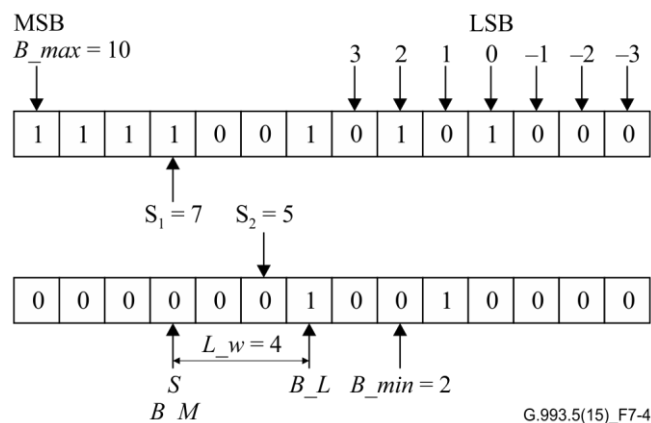 MSB
LSB
B_max = 10
3 2 1 0 –1 –2 –3
1 1 1 1 0 0 1 0 1 0 1 0 0 0
S1 = 7
S2 = 5
0 0 0 0 0 0 1 0 0 1 0 0 0 0
L_w = 4
S
B_L
B_min = 2
B M
G.993.5(15)_F7-4